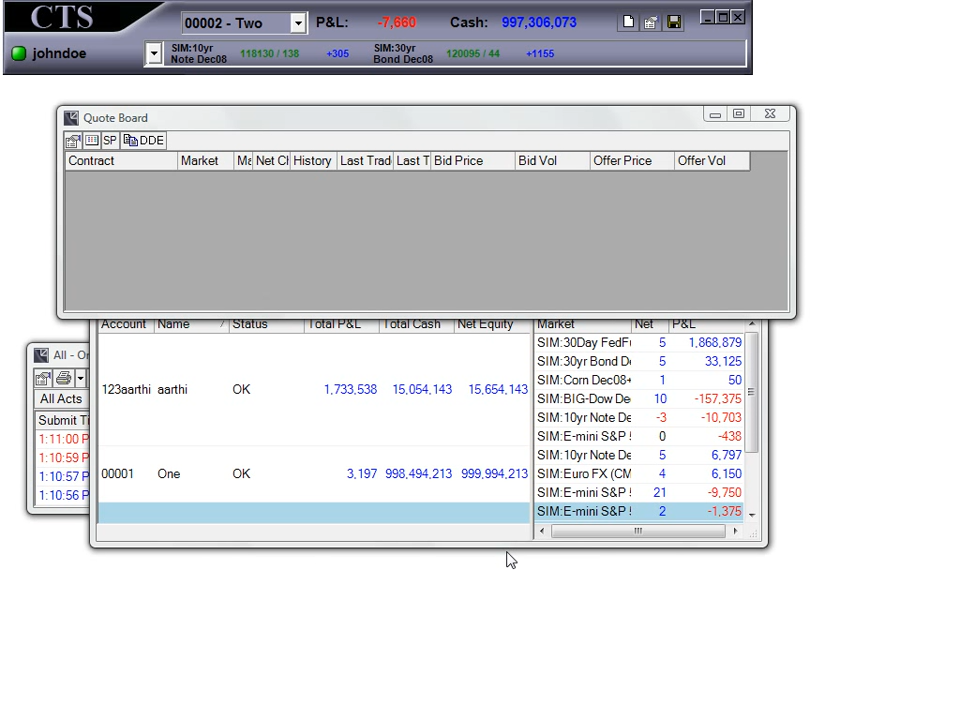 CTS
00002 - Two
P&L: -7,660 Cash: 997,306,073
johndoe
SIM:10yr
Note Dec08
118130 / 138 +305
SIM:30yr
Bond Dec08
120095 / 44 +1155
Quote Board
SP DDE
Contract Market Ma Net Cl History Last Trad Last T Bid Price Bid Vol Offer Price Offer Vol
Account Name Status Total P&L Total Cash Net Equity
Market Net P&L
SIM:30Day FedFu 5 1,868,879
SIM:30yr Bond De 5 33,125
123aarthi aarthi OK 1,733,538 15,054,143 15,654,143
SIM:Corn Dec08+ 1 50
SIM:BIG-Dow De 10 -157,375
SIM:10yr Note De -3 -10,703
SIM:E-mini S&P 0 -438
SIM:10yr Note De 5 6,797
00001 One OK 3,197 998,494,213 999,994,213
SIM:Euro FX (CM 4 6,150
SIM:E-mini S&P 21 -9,750
SIM:E-mini S&P 2 -1,375
All - Or
All Acts
Submit Ti
1:11:00 P
1:10:59 P
1:10:57 P
1:10:56 P